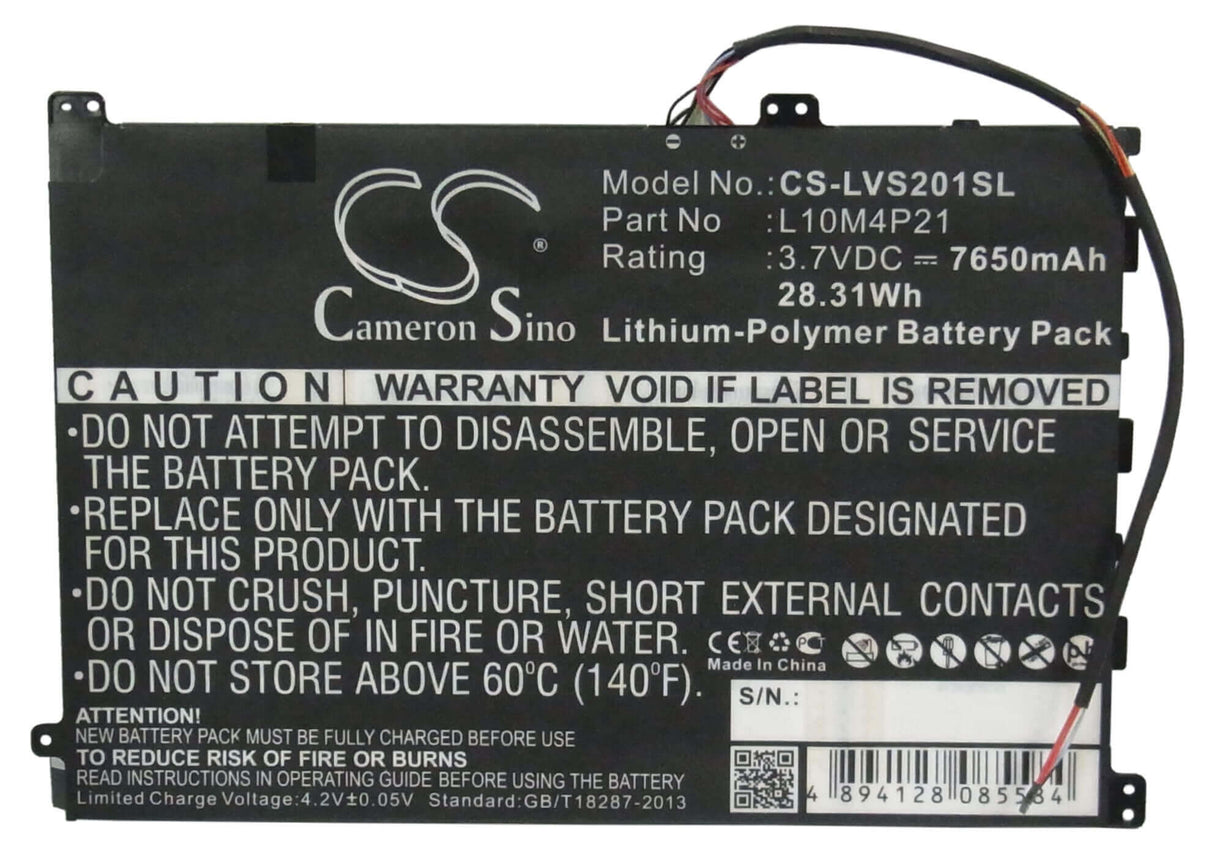 Model No.:CS-LVS201SL
Part No :L10M4P21
Rating :3.7VDC ⎓ 7650mAh
28.31Wh
Lithium-Polymer Battery Pack
CS ®
Cameron Sino
CAUTION WARRANTY VOID IF LABEL IS REMOVED
•DO NOT ATTEMPT TO DISASSEMBLE, OPEN OR SERVICE
THE BATTERY PACK.
•REPLACE ONLY WITH THE BATTERY PACK DESIGNATED
FOR THIS PRODUCT.
•DO NOT CRUSH, PUNCTURE, SHORT EXTERNAL CONTACTS
OR DISPOSE OF IN FIRE OR WATER.
•DO NOT STORE ABOVE 60°C (140°F).
CE PCT
Made In China
Pb
S/N.:
ATTENTION!
NEW BATTERY PACK MUST BE FULLY CHARGED BEFORE USE
TO REDUCE RISK OF FIRE OR BURNS
READ INSTRUCTIONS IN OPERATING GUIDE BEFORE USING THE BATTERY
Limited Charge Voltage:4.2V±0.05V Standard:GB/T18287-2013
4 894128 085584